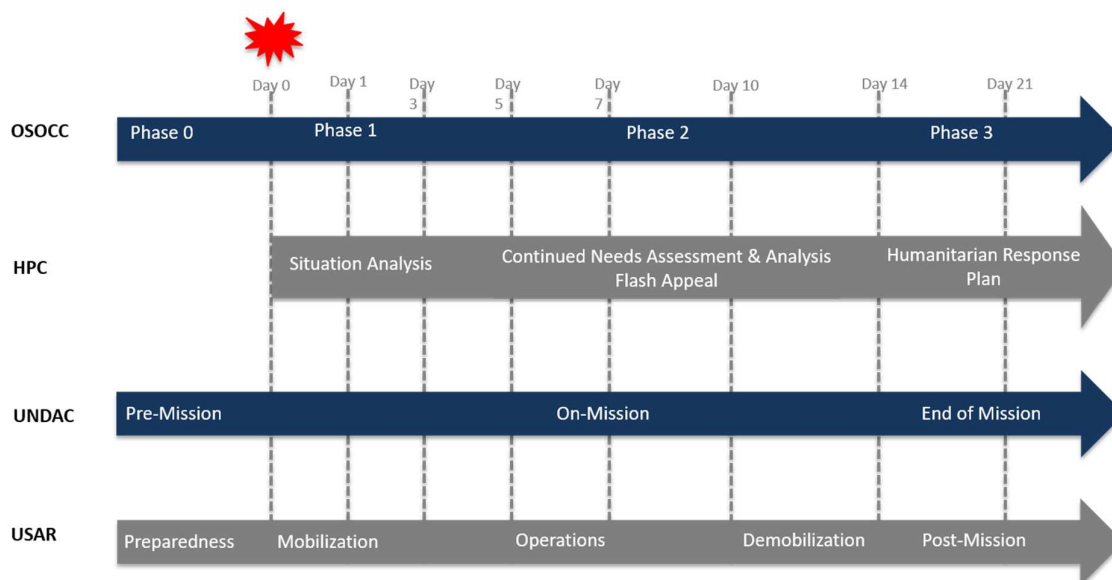 Day 0
Day 1
Day
3
Day
5
Day
7
Day 10
Day 14
Day 21
OSOCC
Phase 0
Phase 1
Phase 2
Phase 3
HPC
Situation Analysis
Continued Needs Assessment & Analysis
Flash Appeal
Humanitarian Response
Plan
UNDAC
Pre-Mission
On-Mission
End of Mission
USAR
Preparedness
Mobilization
Operations
Demobilization
Post-Mission